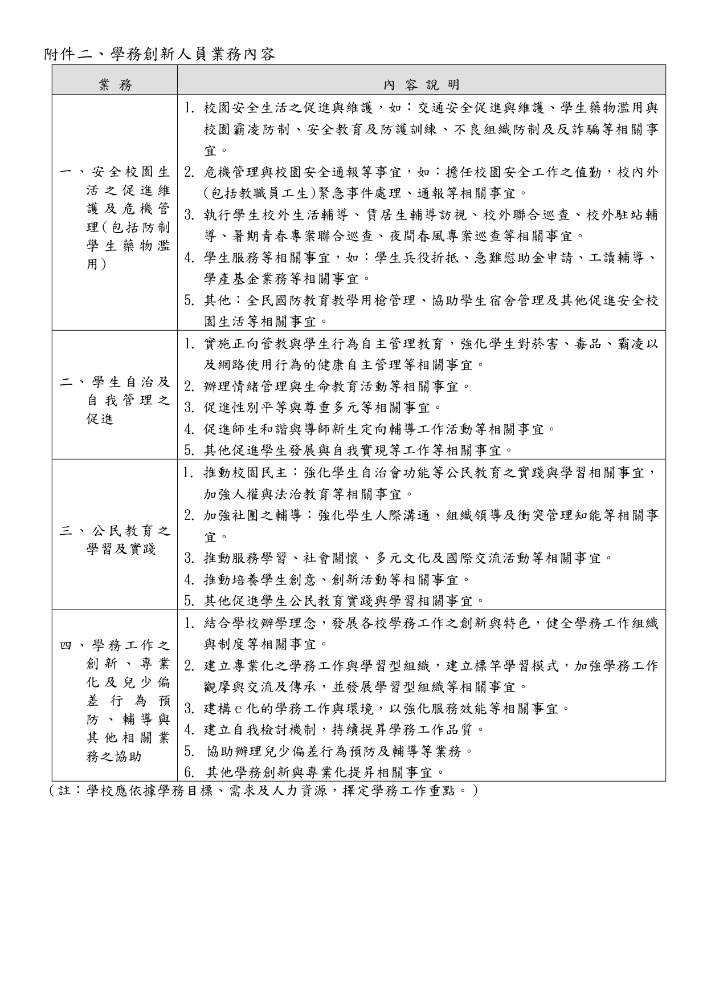 附件二、學務創新人員業務內容
業 務
內 容 說 明
一、安全校園生
活之促進維
護及危機管
理(包括防制
學生藥物濫
用)
1. 校園安全生活之促進與維護，如：交通安全促進與維護、學生藥物濫用與
校園霸凌防制、安全教育及防護訓練、不良組織防制及反詐騙等相關事
宜。
2. 危機管理與校園安全通報等事宜，如：擔任校園安全工作之值勤，校內外
(包括教職員工生)緊急事件處理、通報等相關事宜。
3. 執行學生校外生活輔導、賃居生輔導訪視、校外聯合巡查、校外駐站輔
導、暑期青春專案聯合巡查、夜間春風專案巡查等相關事宜。
4. 學生服務等相關事宜，如：學生兵役折抵、急難慰助金申請、工讀輔導、
學產基金業務等相關事宜。
5. 其他：全民國防教育教學用槍管理、協助學生宿舍管理及其他促進安全校
園生活等相關事宜。
二、學生自治及
自我管理之
促進
1. 實施正向管教與學生行為自主管理教育，強化學生對菸害、毒品、霸凌以
及網路使用行為的健康自主管理等相關事宜。
2. 辦理情緒管理與生命教育活動等相關事宜。
3. 促進性別平等與尊重多元等相關事宜。
4. 促進師生和諧與導師新生定向輔導工作活動等相關事宜。
5. 其他促進學生發展與自我實現等工作等相關事宜。
三、公民教育之
學習及實踐
1. 推動校園民主：強化學生自治會功能等公民教育之實踐與學習相關事宜，
加強人權與法治教育等相關事宜。
2. 加強社團之輔導：強化學生人際溝通、組織領導及衝突管理知能等相關事
宜。
3. 推動服務學習、社會關懷、多元文化及國際交流活動等相關事宜。
4. 推動培養學生創意、創新活動等相關事宜。
5. 其他促進學生公民教育實踐與學習相關事宜。
四、學務工作之
創新、專業
化及兒少偏
差行為預
防、輔導與
其他相關業
務之協助
1. 結合學校辦學理念，發展各校學務工作之創新與特色，健全學務工作組織
與制度等相關事宜。
2. 建立專業化之學務工作與學習型組織，建立標竿學習模式，加強學務工作
觀摩與交流及傳承，並發展學習型組織等相關事宜。
3. 建構 e 化的學務工作與環境，以強化服務效能等相關事宜。
4. 建立自我檢討機制，持續提昇學務工作品質。
5. 協助辦理兒少偏差行為預防及輔導等業務。
6. 其他學務創新與專業化提昇相關事宜。
(註：學校應依據學務目標、需求及人力資源，擇定學務工作重點。)